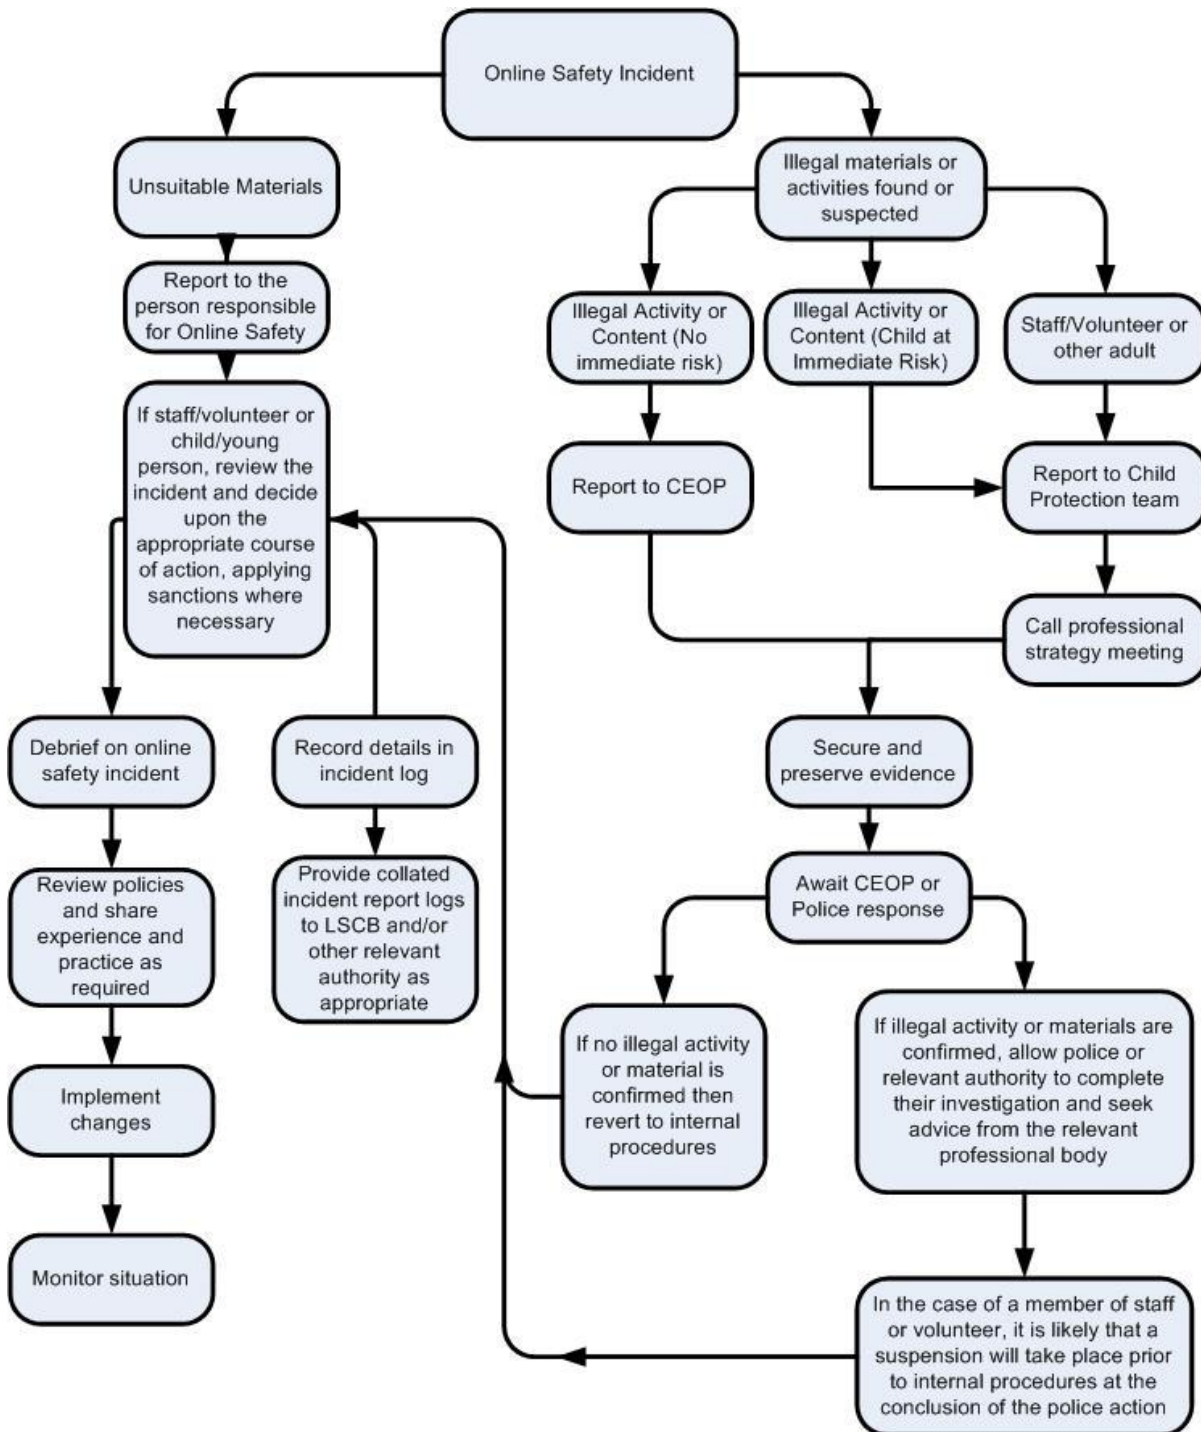 Online Safety Incident
Unsuitable Materials
Illegal materials or
activities found or
suspected
Report to the
person responsible
for Online Safety
Illegal Activity or
Content (No
immediate risk)
Illegal Activity or
Content (Child at
Immediate Risk)
Staff/Volunteer or
other adult
If staff/volunteer or
child/young
person, review the
incident and decide
upon the
appropriate course
of action, applying
sanctions where
necessary
Report to CEOP
Report to Child
Protection team
Call professional
strategy meeting
Debrief on online
safety incident
Record details in
incident log
Secure and
preserve evidence
Review policies
and share
experience and
practice as
required
Provide collated
incident report logs
to LSCB and/or
other relevant
authority as
appropriate
Await CEOP or
Police response
If no illegal activity
or material is
confirmed then
revert to internal
procedures
If illegal activity or materials are
confirmed, allow police or
relevant authority to complete
their investigation and seek
advice from the relevant
professional body
Implement
changes
Monitor situation
In the case of a member of staff
or volunteer, it is likely that a
suspension will take place prior
to internal procedures at the
conclusion of the police action